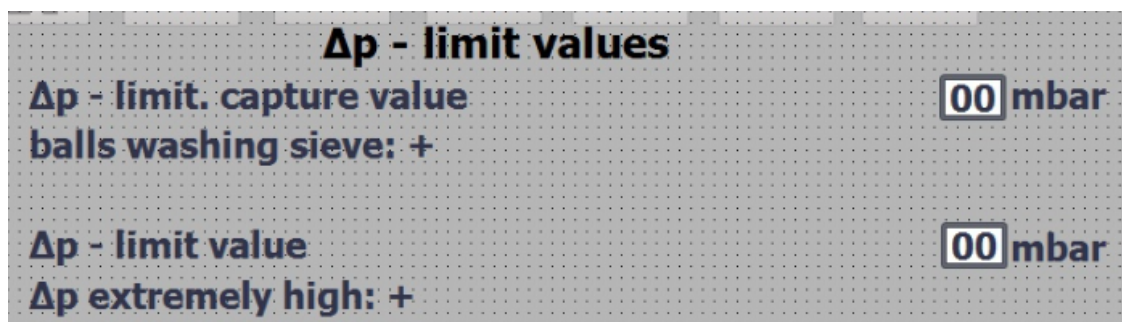 Δp - limit values
Δp - limit. capture value 00 mbar
balls washing sieve: +
Δp - limit value 00 mbar
Δp extremely high: +